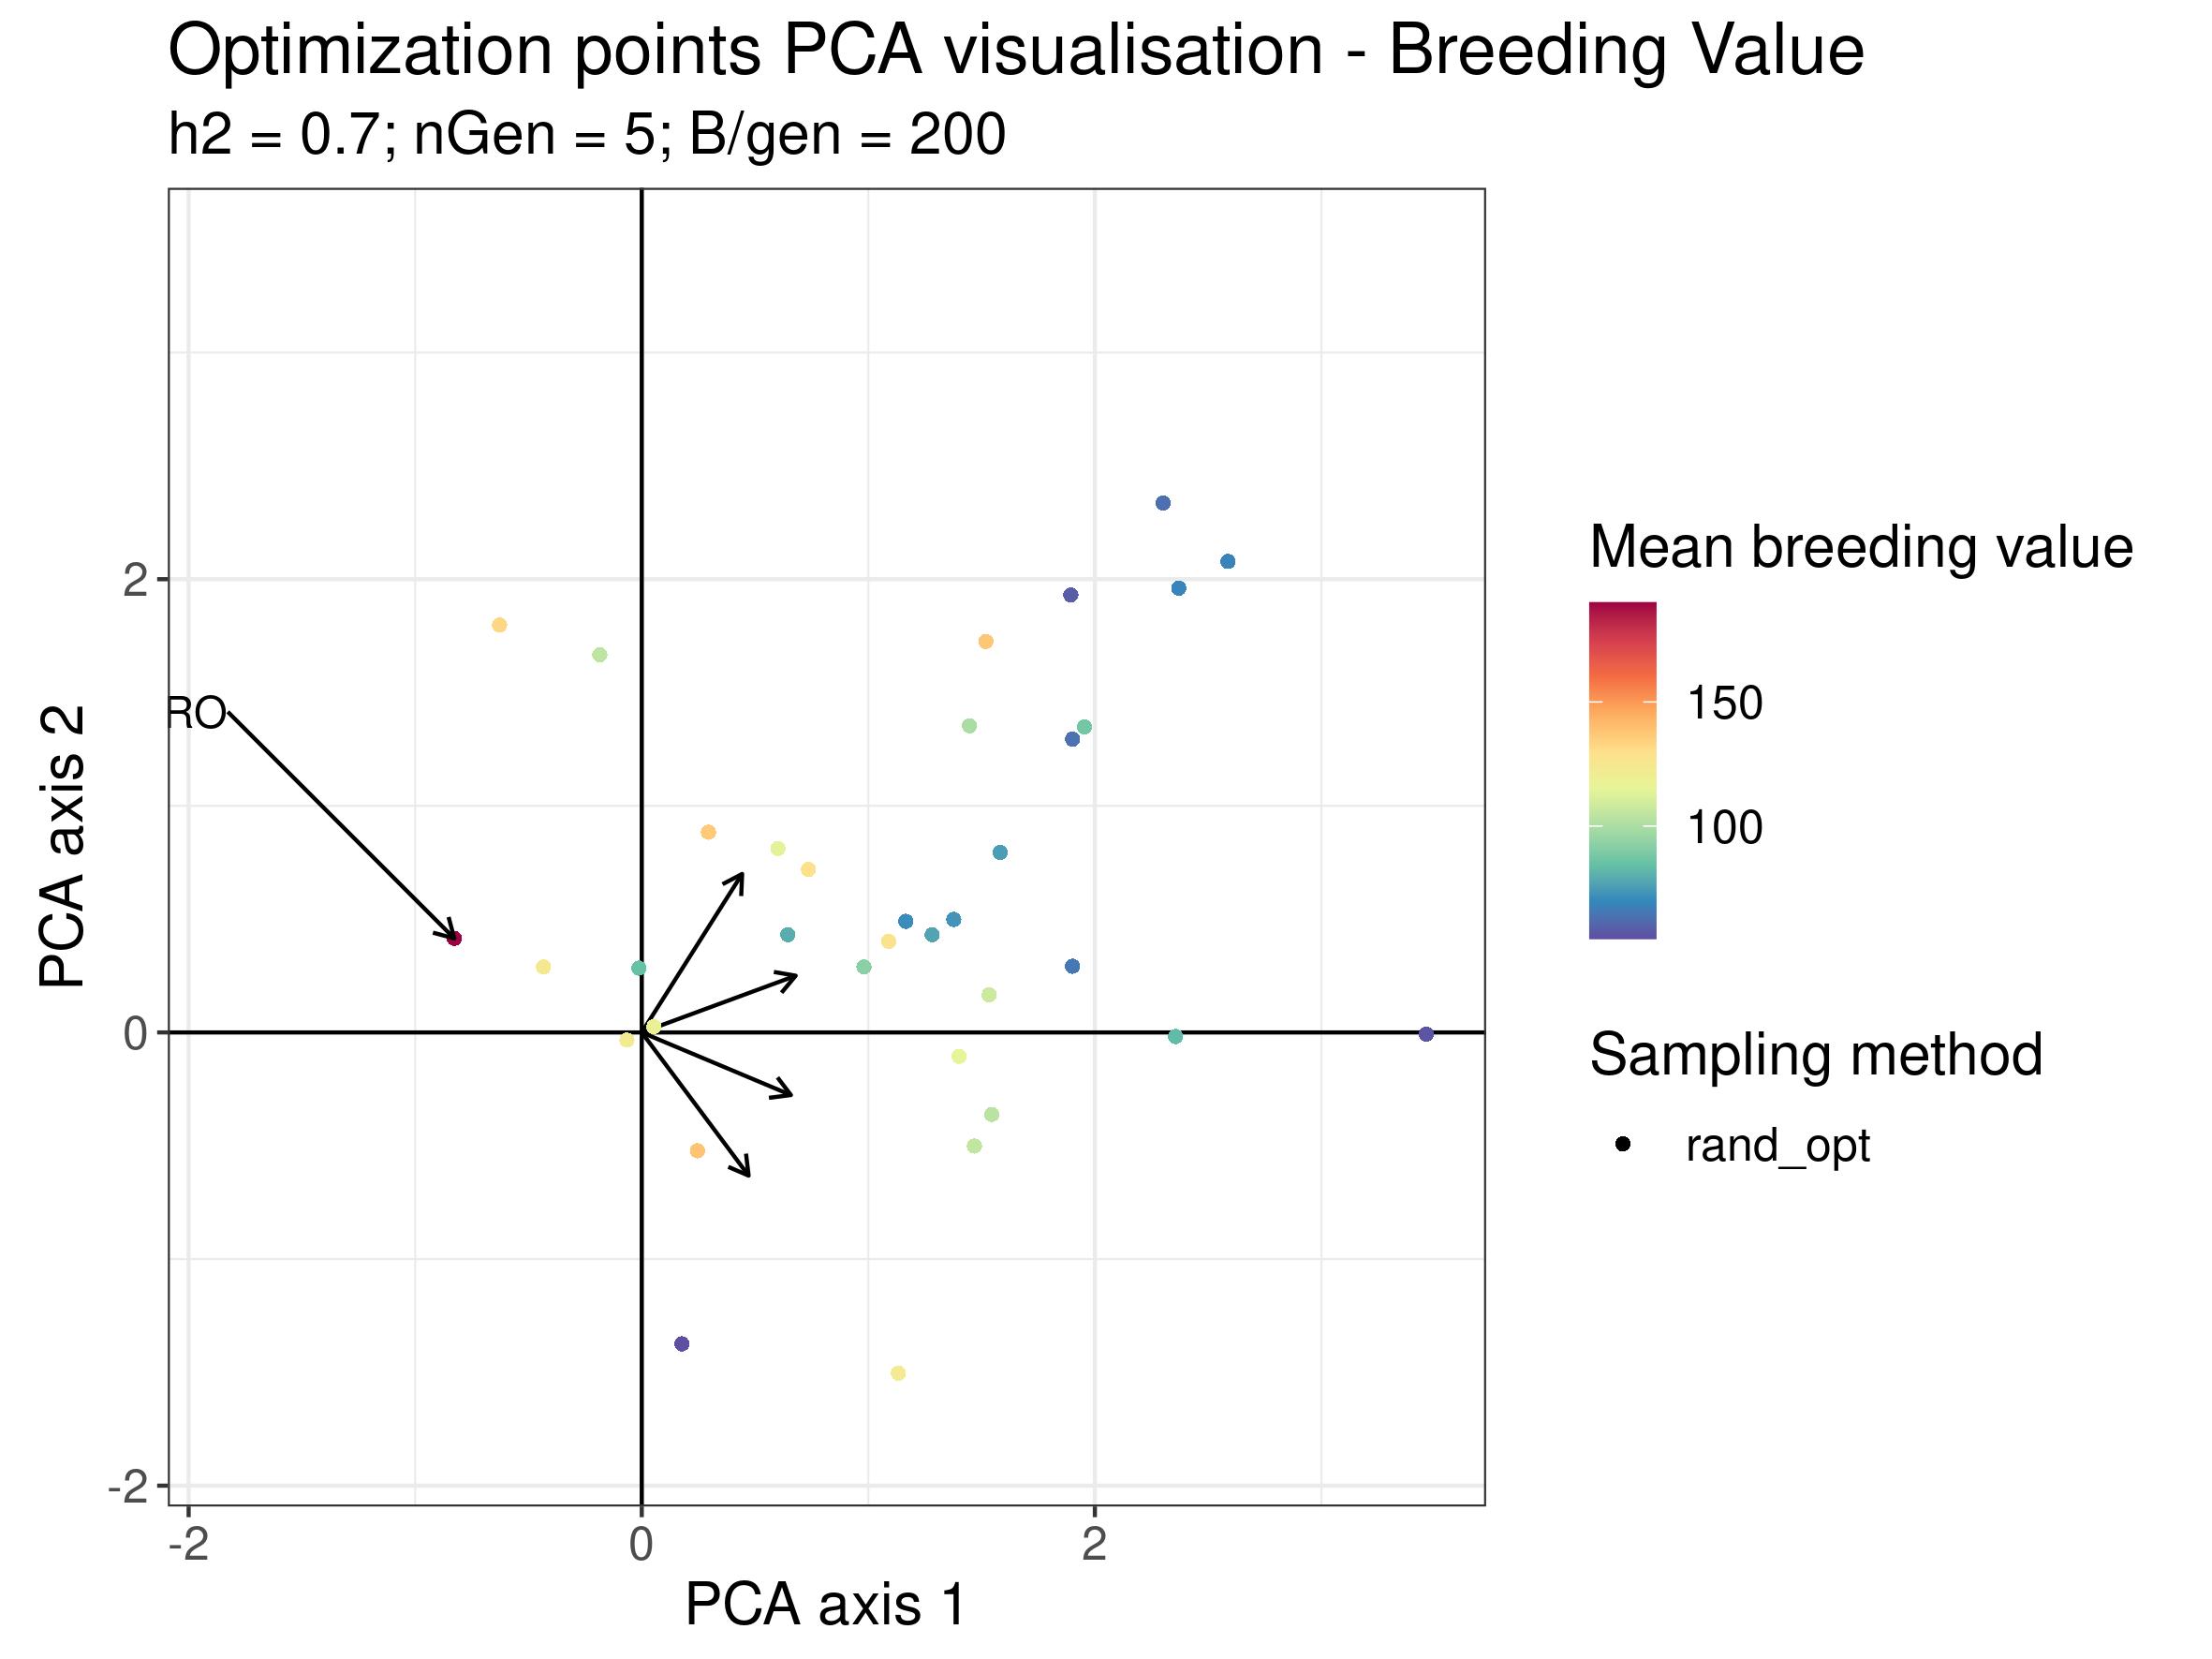 Optimization points PCA visualisation - Breeding Value
h2 = 0.7; nGen = 5; B/gen = 200
PCA axis 2
2
0
-2
RO
-2
0
2
PCA axis 1
Mean breeding value
150
100
Sampling method
rand_opt